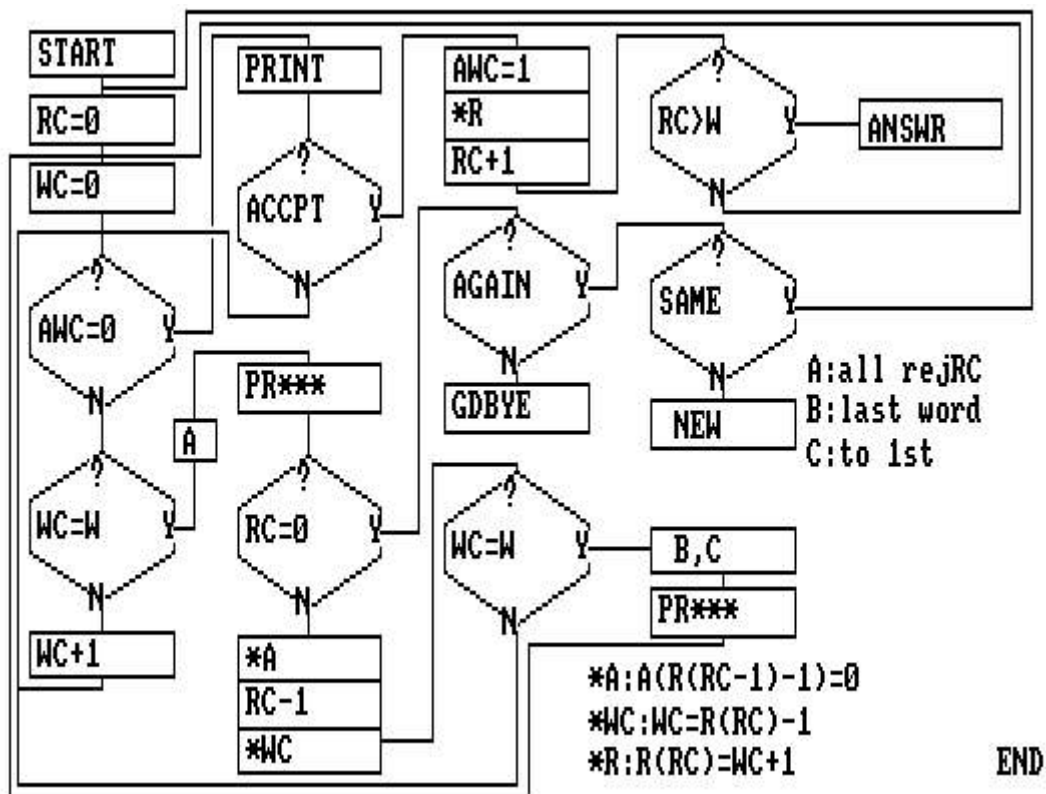 START
RC=0
WC=0
?
AWC=0 Y
N
?
WC=W Y
N
WC+1
A
PRINT
?
ACCPT Y
N
PR***
?
RC=0 Y
N
*A
RC-1
*WC
AWC=1
*R
RC+1
?
AGAIN Y
N
GDBYE
?
WC=W Y
N
?
RC>W Y
N
ANSWR
?
SAME Y
N
NEW
B,C
PR***
A:all rejRC
B:last word
C:to 1st
*A:A(R(RC-1)-1)=0
*WC:WC=R(RC)-1
*R:R(RC)=WC+1
END